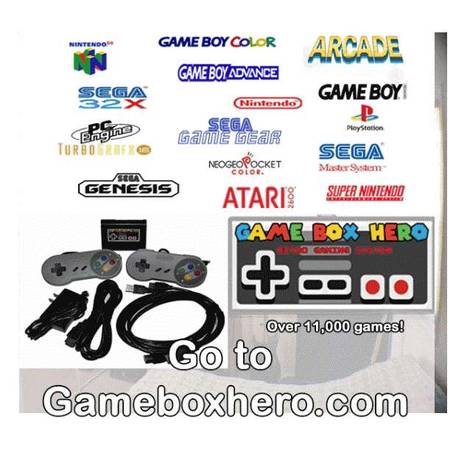 NINTENDO64
GAME BOY COLOR
ARCADE
GAME BOY ADVANCE
SEGA
32X
Nintendo
GAME BOY
PlayStation
PC Engine
TURBOGRAFX
SEGA
GAME GEAR
NEOGEO POCKET
COLOR
SEGA
Master System
SEGA
GENESIS
ATARI 2600
SUPER NINTENDO
GAME BOX HERO
Over 11,000 games!
Go to
Gameboxhero.com